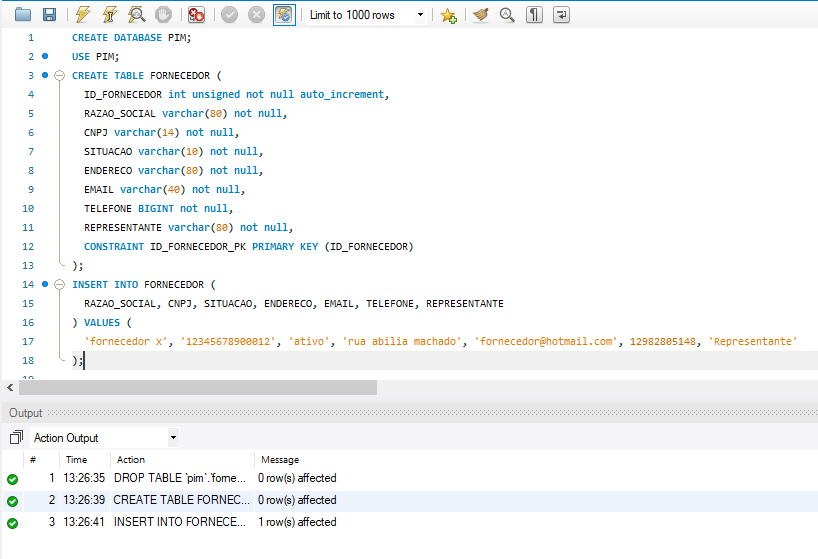 Limit to 1000 rows
1 CREATE DATABASE PIM;
2 USE PIM;
3 CREATE TABLE FORNECEDOR (
4 ID_FORNECEDOR int unsigned not null auto_increment,
5 RAZAO_SOCIAL varchar(80) not null,
6 CNPJ varchar(14) not null,
7 SITUACAO varchar(10) not null,
8 ENDERECO varchar(80) not null,
9 EMAIL varchar(40) not null,
10 TELEFONE BIGINT not null,
11 REPRESENTANTE varchar(80) not null,
12 CONSTRAINT ID_FORNECEDOR_PK PRIMARY KEY (ID_FORNECEDOR)
13 );
14 INSERT INTO FORNECEDOR (
15 RAZAO_SOCIAL, CNPJ, SITUACAO, ENDERECO, EMAIL, TELEFONE, REPRESENTANTE
16 ) VALUES (
17 'fornecedor x', '12345678900012', 'ativo', 'rua abilia machado', 'fornecedor@hotmail.com', 12982805148, 'Representante'
18 );
19
Output
Action Output
# Time Action Message
1 13:26:35 DROP TABLE `pim`.`forne... 0 row(s) affected
2 13:26:39 CREATE TABLE FORNEC... 0 row(s) affected
3 13:26:41 INSERT INTO FORNECE... 1 row(s) affected